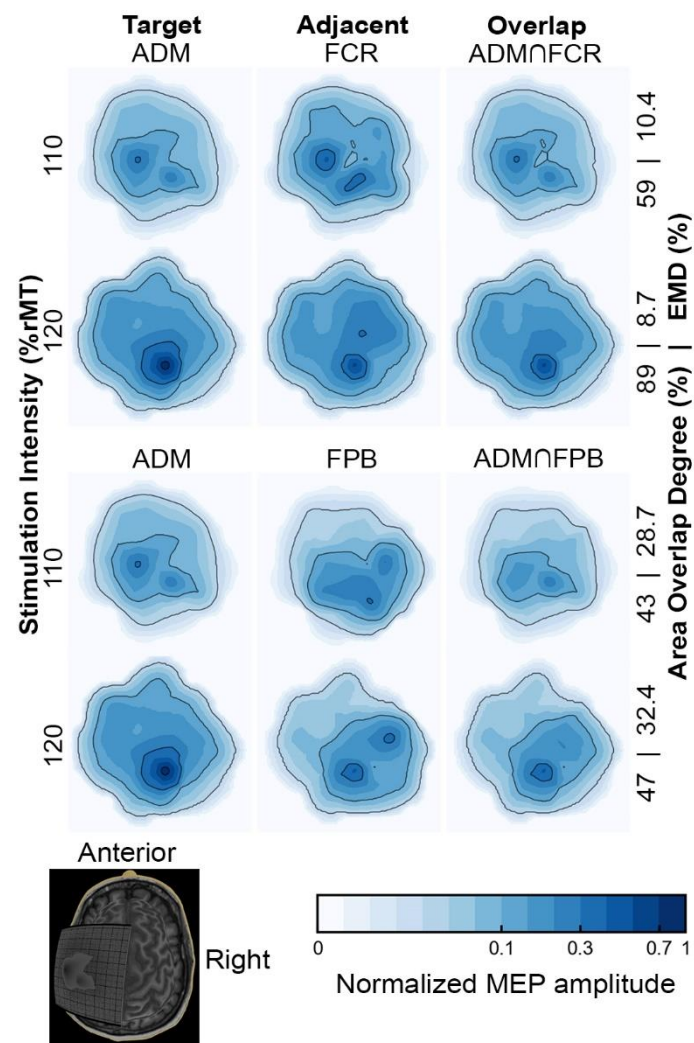 Target Adjacent Overlap
ADM FCR ADM∩FCR
110
59 | 10.4
120
89 | 8.7
Stimulation Intensity (%rMT)
Area Overlap Degree (%) | EMD (%)
ADM FPB ADM∩FPB
110
43 | 28.7
120
47 | 32.4
Anterior
Right
0 0.1 0.3 0.7 1
Normalized MEP amplitude